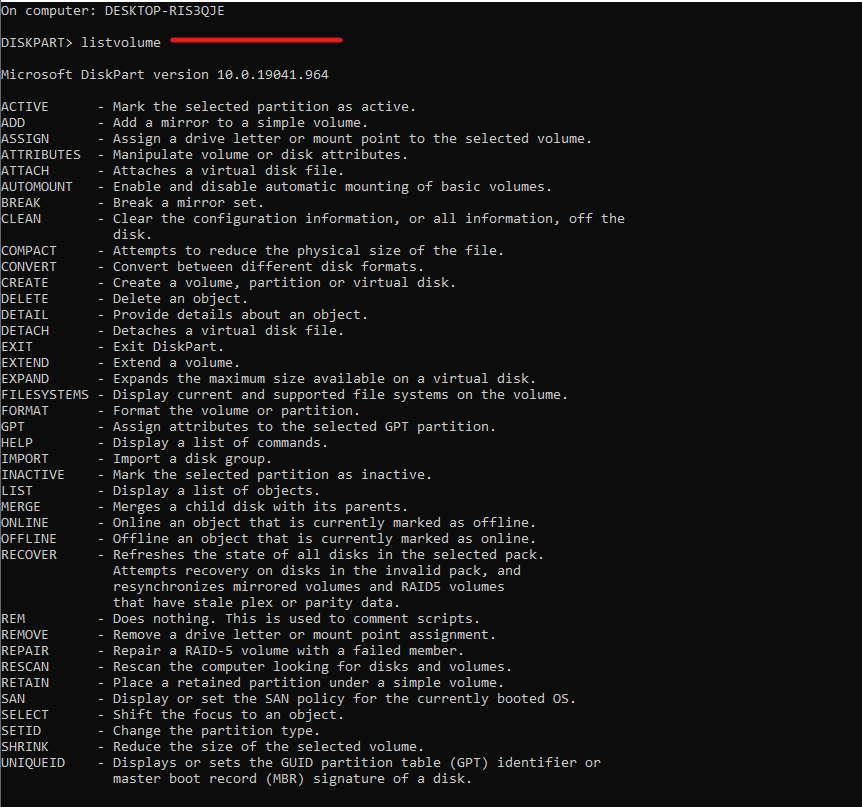 On computer: DESKTOP-RIS3QJE
DISKPART> listvolume
Microsoft DiskPart version 10.0.19041.964
ACTIVE - Mark the selected partition as active.
ADD - Add a mirror to a simple volume.
ASSIGN - Assign a drive letter or mount point to the selected volume.
ATTRIBUTES - Manipulate volume or disk attributes.
ATTACH - Attaches a virtual disk file.
AUTOMOUNT - Enable and disable automatic mounting of basic volumes.
BREAK - Break a mirror set.
CLEAN - Clear the configuration information, or all information, off the
disk.
COMPACT - Attempts to reduce the physical size of the file.
CONVERT - Convert between different disk formats.
CREATE - Create a volume, partition or virtual disk.
DELETE - Delete an object.
DETAIL - Provide details about an object.
DETACH - Detaches a virtual disk file.
EXIT - Exit DiskPart.
EXTEND - Extend a volume.
EXPAND - Expands the maximum size available on a virtual disk.
FILESYSTEMS - Display current and supported file systems on the volume.
FORMAT - Format the volume or partition.
GPT - Assign attributes to the selected GPT partition.
HELP - Display a list of commands.
IMPORT - Import a disk group.
INACTIVE - Mark the selected partition as inactive.
LIST - Display a list of objects.
MERGE - Merges a child disk with its parents.
ONLINE - Online an object that is currently marked as offline.
OFFLINE - Offline an object that is currently marked as online.
RECOVER - Refreshes the state of all disks in the selected pack.
Attempts recovery on disks in the invalid pack, and
resynchronizes mirrored volumes and RAID5 volumes
that have stale plex or parity data.
REM - Does nothing. This is used to comment scripts.
REMOVE - Remove a drive letter or mount point assignment.
REPAIR - Repair a RAID-5 volume with a failed member.
RESCAN - Rescan the computer looking for disks and volumes.
RETAIN - Place a retained partition under a simple volume.
SAN - Display or set the SAN policy for the currently booted OS.
SELECT - Shift the focus to an object.
SETID - Change the partition type.
SHRINK - Reduce the size of the selected volume.
UNIQUEID - Displays or sets the GUID partition table (GPT) identifier or
master boot record (MBR) signature of a disk.